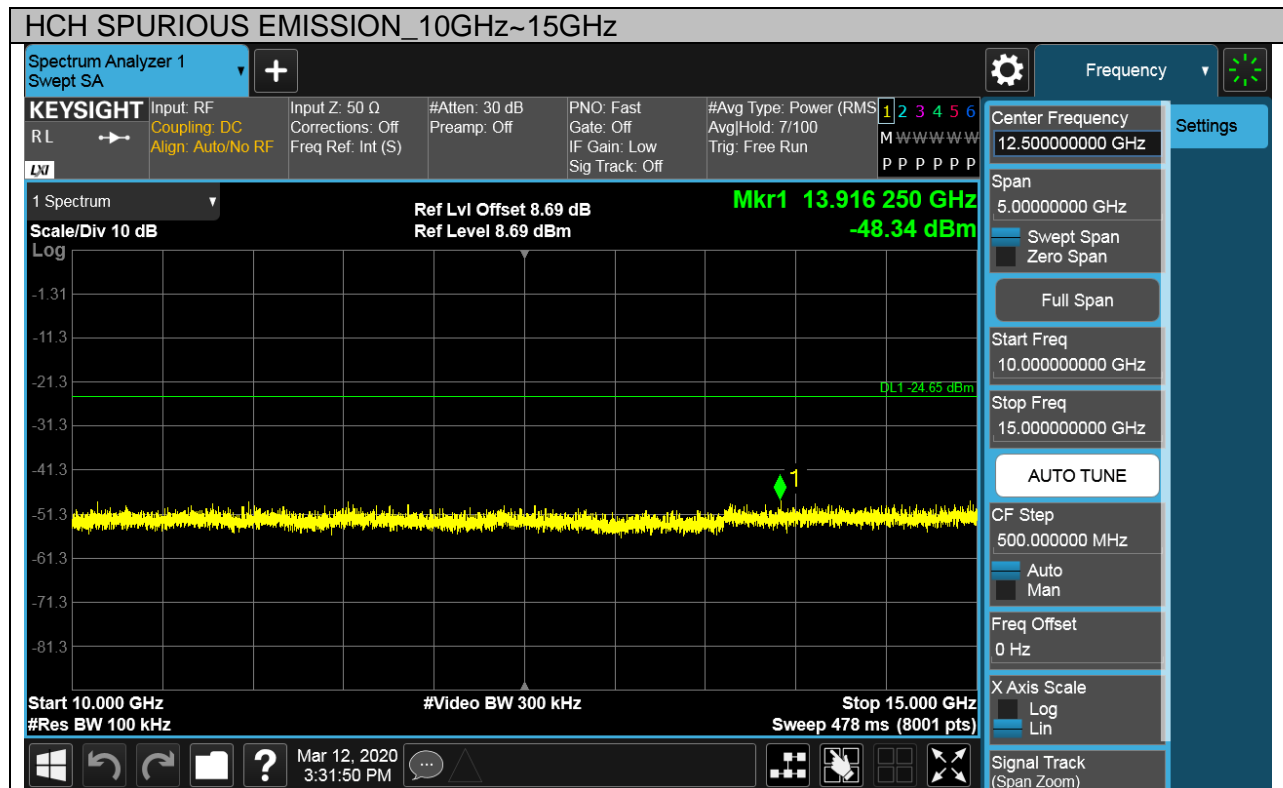 HCH SPURIOUS EMISSION_10GHz~15GHz
Spectrum Analyzer 1
Swept SA
+
Frequency
KEYSIGHT
RL
LXI
Input: RF
Coupling: DC
Align: Auto/No RF
Input Z: 50 Ω
Corrections: Off
Freq Ref: Int (S)
#Atten: 30 dB
Preamp: Off
PNO: Fast
Gate: Off
IF Gain: Low
Sig Track: Off
#Avg Type: Power (RMS
Avg|Hold: 7/100
Trig: Free Run
1 2 3 4 5 6
M W W W W W
P P P P P P
1 Spectrum
Scale/Div 10 dB
Ref Lvl Offset 8.69 dB
Ref Level 8.69 dBm
Mkr1 13.916 250 GHz
-48.34 dBm
Log
-1.31
-11.3
-21.3
DL1 -24.65 dBm
-31.3
-41.3
1
-51.3
-61.3
-71.3
-81.3
Start 10.000 GHz
#Res BW 100 kHz
#Video BW 300 kHz
Stop 15.000 GHz
Sweep 478 ms (8001 pts)
Center Frequency
12.500000000 GHz
Settings
Span
5.00000000 GHz
Swept Span
Zero Span
Full Span
Start Freq
10.000000000 GHz
Stop Freq
15.000000000 GHz
AUTO TUNE
CF Step
500.000000 MHz
Auto
Man
Freq Offset
0 Hz
X Axis Scale
Log
Lin
Signal Track
(Span Zoom)
?
Mar 12, 2020
3:31:50 PM